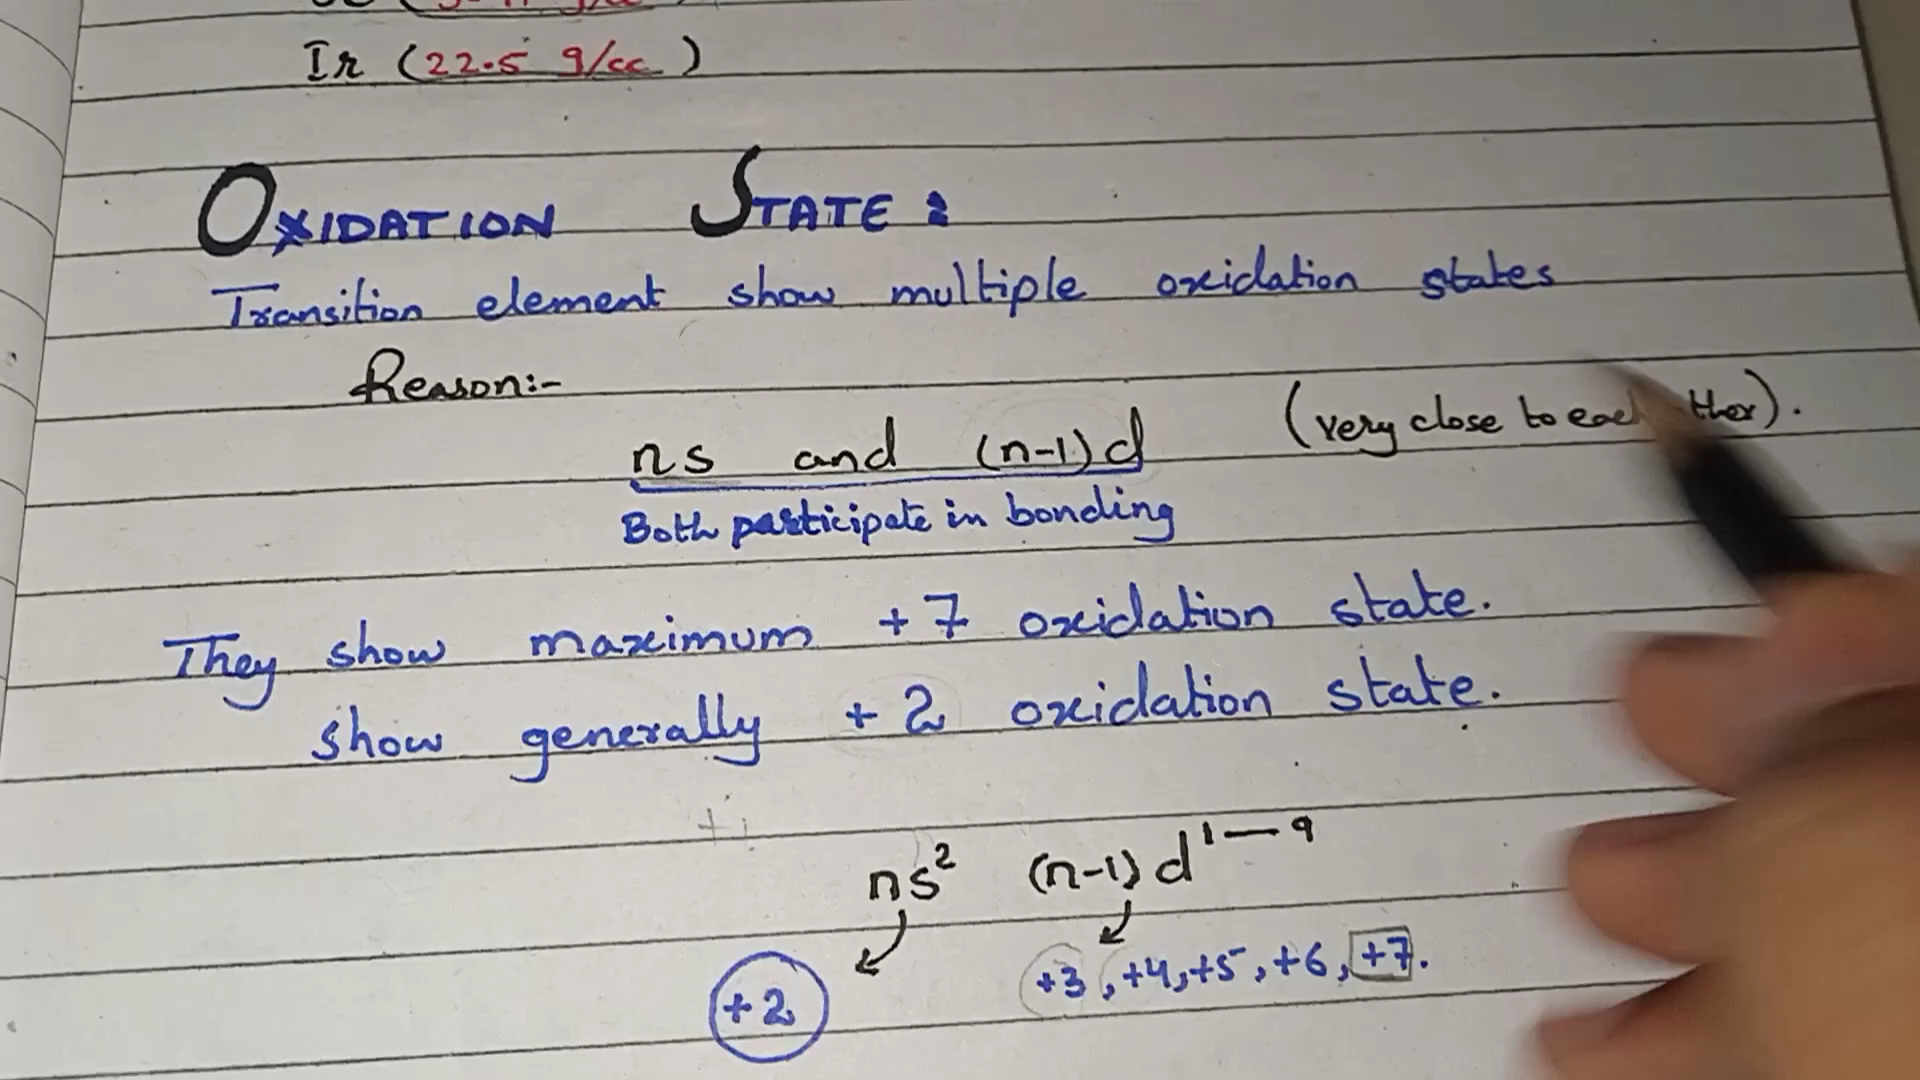 Ir (22.5 g/cc)
OXIDATION STATE:
Transition element show multiple oxidation states
Reason:-
ns and (n-1)d (very close to each other).
Both participate in bonding
They show maximum +7 oxidation state.
show generally +2 oxidation state.
ns² (n-1)d¹⁻⁹
+2 +3, +4, +5, +6, +7.